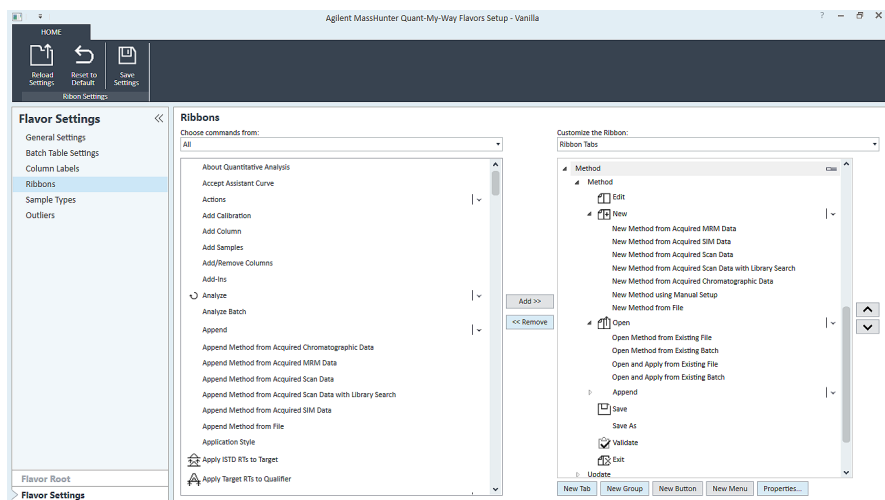 Agilent MassHunter Quant-My-Way Flavors Setup - Vanilla
HOME
Reload Settings
Reset to Default
Save Settings
Ribon Settings
Flavor Settings
General Settings
Batch Table Settings
Column Labels
Ribbons
Sample Types
Outliers
Flavor Root
Flavor Settings
Ribbons
Choose commands from:
All
About Quantitative Analysis
Accept Assistant Curve
Actions
Add Calibration
Add Column
Add Samples
Add/Remove Columns
Add-Ins
Analyze
Analyze Batch
Append
Append Method from Acquired Chromatographic Data
Append Method from Acquired MRM Data
Append Method from Acquired Scan Data
Append Method from Acquired Scan Data with Library Search
Append Method from Acquired SIM Data
Append Method from File
Application Style
Apply ISTD RTs to Target
Apply Target RTs to Qualifier
Add >>
<< Remove
Customize the Ribbon:
Ribbon Tabs
Method
Method
Edit
New
New Method from Acquired MRM Data
New Method from Acquired SIM Data
New Method from Acquired Scan Data
New Method from Acquired Scan Data with Library Search
New Method from Acquired Chromatographic Data
New Method using Manual Setup
New Method from File
Open
Open Method from Existing File
Open Method from Existing Batch
Open and Apply from Existing File
Open and Apply from Existing Batch
Append
Save
Save As
Validate
Exit
Update
New Tab
New Group
New Button
New Menu
Properties...